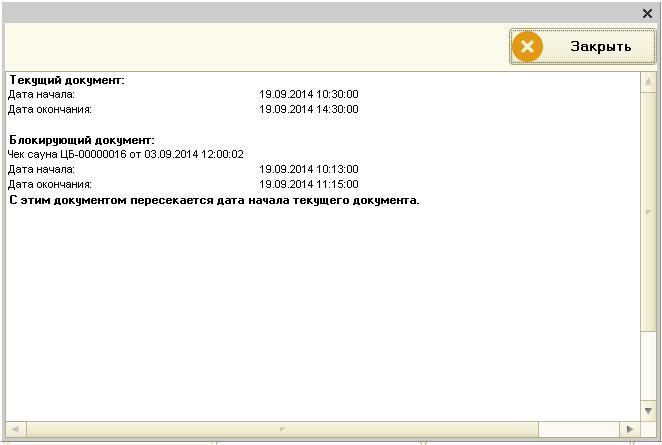 Закрыть
Текущий документ:
Дата начала: 19.09.2014 10:30:00
Дата окончания: 19.09.2014 14:30:00
Блокирующий документ:
Чек сауна ЦБ-00000016 от 03.09.2014 12:00:02
Дата начала: 19.09.2014 10:13:00
Дата окончания: 19.09.2014 11:15:00
С этим документом пересекается дата начала текущего документа.